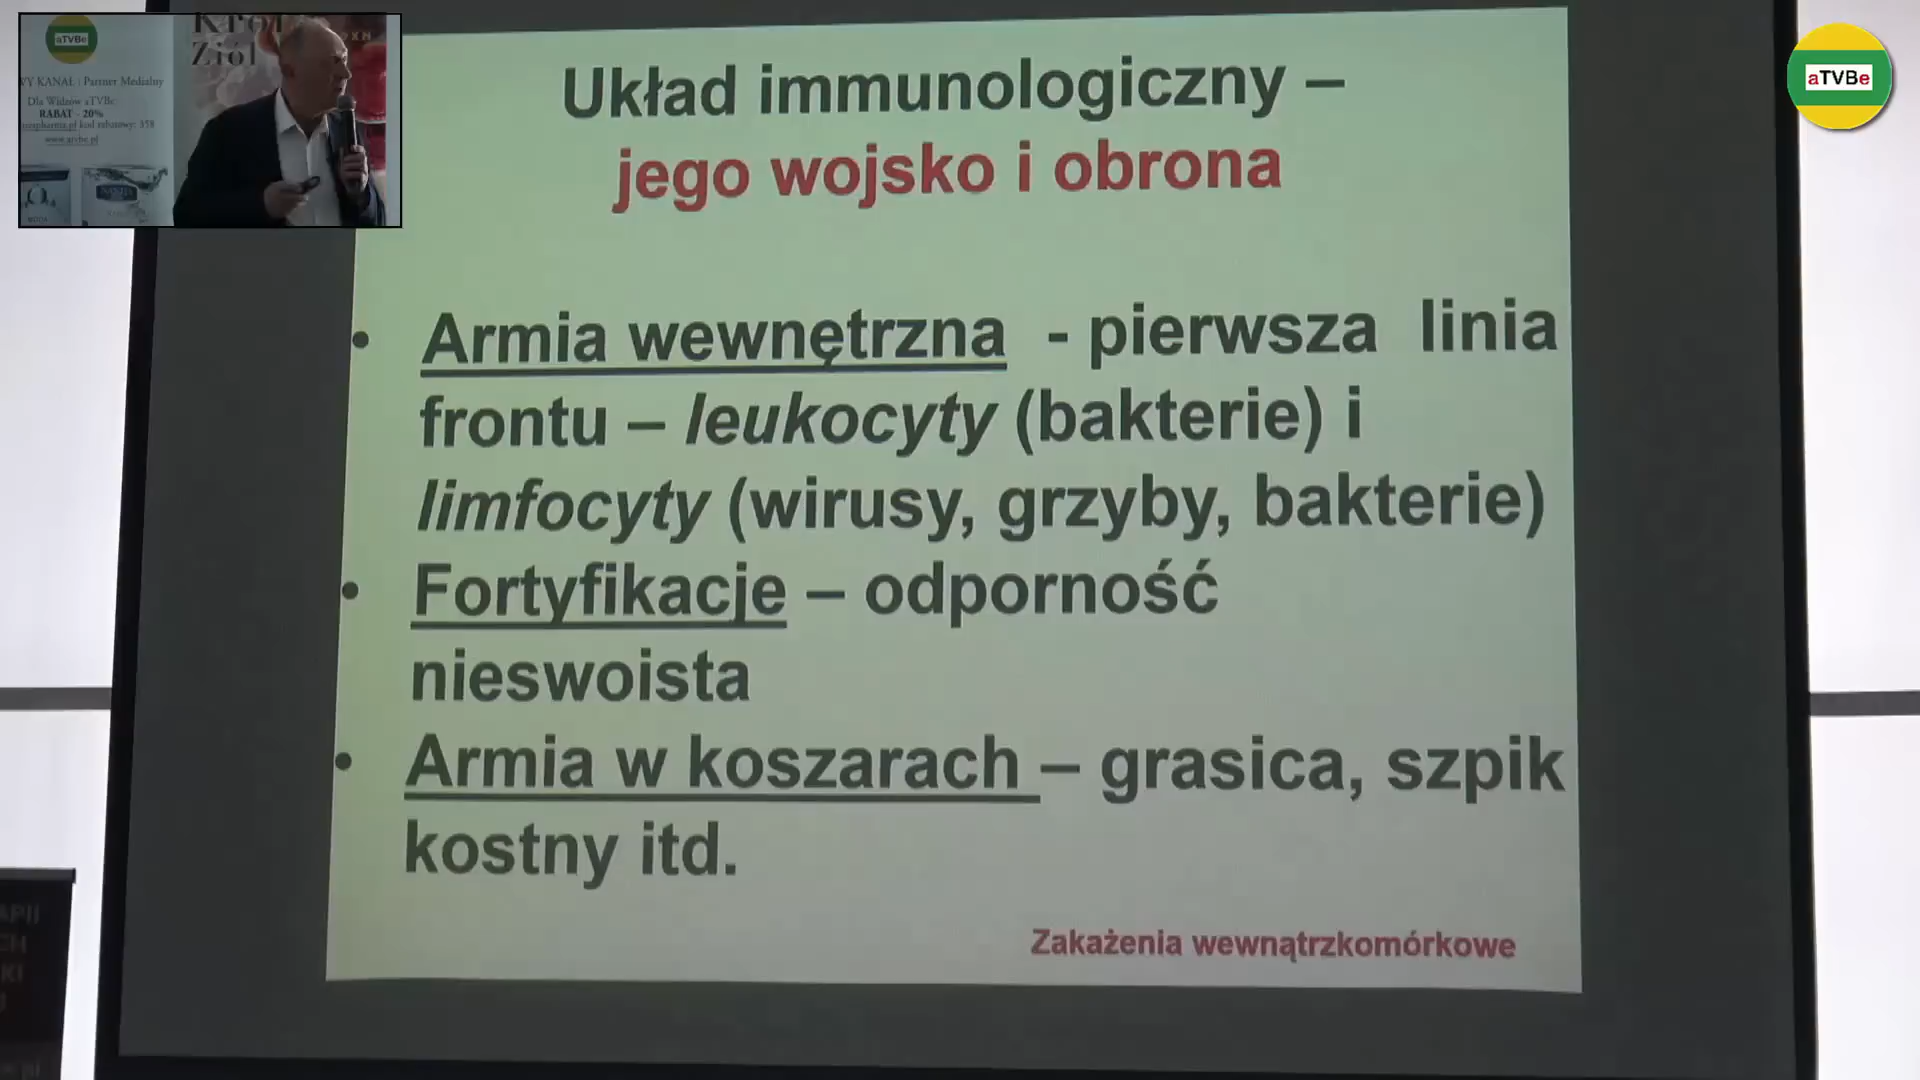 aTVBe
Król
Ziół
WY KANAŁ i Partner Medialny
Dla Widzów aTVBe
RABAT - 20%
kod rabatowy: 358
www.atvbe.pl
aTVBe
Układ immunologiczny –
jego wojsko i obrona
• Armia wewnętrzna - pierwsza linia
frontu – leukocyty (bakterie) i
limfocyty (wirusy, grzyby, bakterie)
• Fortyfikacje – odporność
nieswoista
• Armia w koszarach – grasica, szpik
kostny itd.
Zakażenia wewnątrzkomórkowe